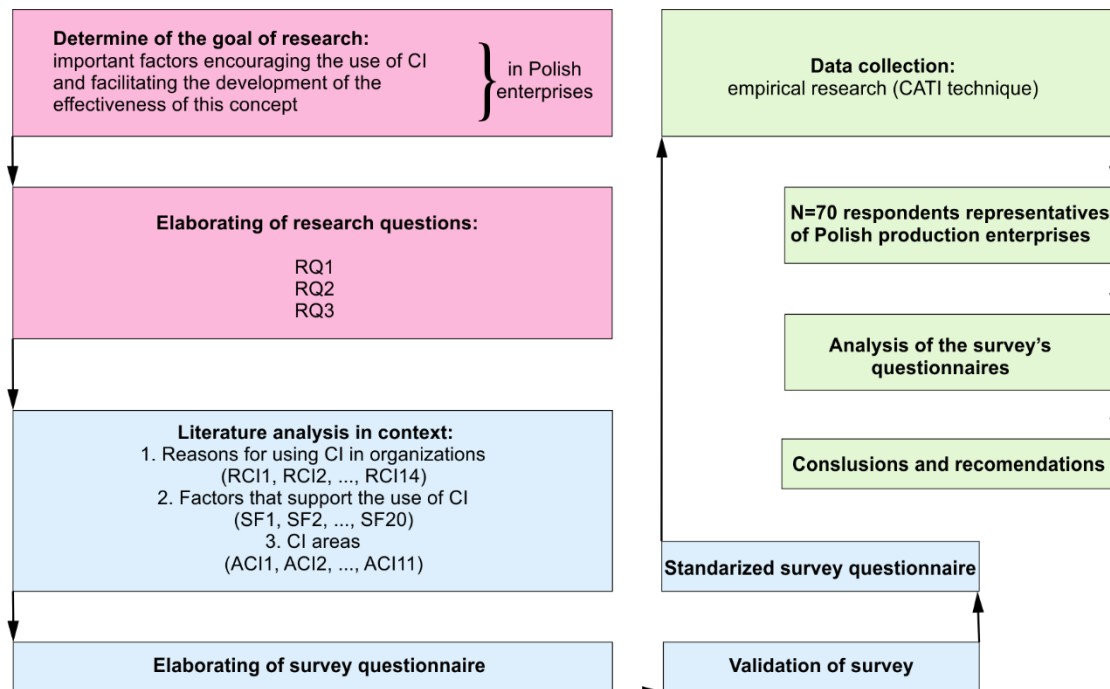 Determine of the goal of research:
important factors encouraging the use of CI
and facilitating the development of the
effectiveness of this concept
in Polish
enterprises
Elaborating of research questions:
RQ1
RQ2
RQ3
Literature analysis in context:
1. Reasons for using CI in organizations
(RCI1, RCI2, ..., RCI14)
2. Factors that support the use of CI
(SF1, SF2, ..., SF20)
3. CI areas
(ACI1, ACI2, ..., ACI11)
Elaborating of survey questionnaire
Validation of survey
Standarized survey questionnaire
Data collection:
empirical research (CATI technique)
N=70 respondents representatives
of Polish production enterprises
Analysis of the survey's
questionnaires
Conslusions and recomendations